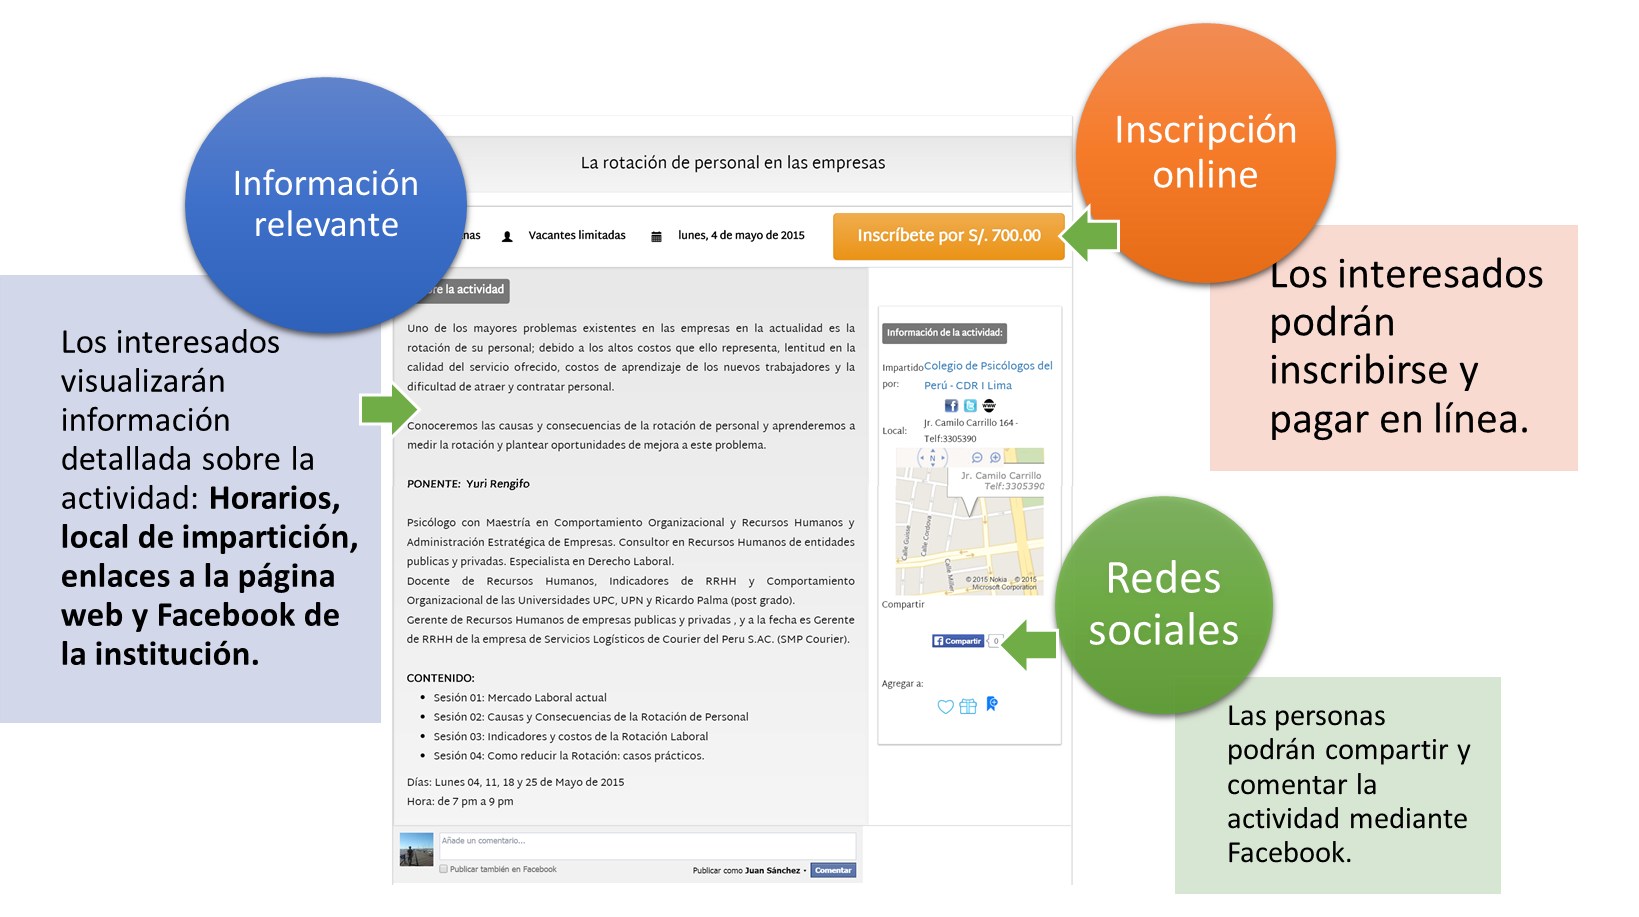 Información
relevante
Los interesados
visualizarán
información
detallada sobre la
actividad: Horarios,
local de impartición,
enlaces a la página
web y Facebook de
la institución.
La rotación de personal en las empresas
Vacantes limitadas
lunes, 4 de mayo de 2015
Inscríbete por S/. 700.00
re la actividad
Uno de los mayores problemas existentes en las empresas en la actualidad es la
rotación de su personal; debido a los altos costos que ello representa, lentitud en la
calidad del servicio ofrecido, costos de aprendizaje de los nuevos trabajadores y la
dificultad de atraer y contratar personal.
Conoceremos las causas y consecuencias de la rotación de personal y aprenderemos a
medir la rotación y plantear oportunidades de mejora a este problema.
PONENTE: Yuri Rengifo
Psicólogo con Maestría en Comportamiento Organizacional y Recursos Humanos y
Administración Estratégica de Empresas. Consultor en Recursos Humanos de entidades
publicas y privadas. Especialista en Derecho Laboral.
Docente de Recursos Humanos, Indicadores de RRHH y Comportamiento
Organizacional de las Universidades UPC, UPN y Ricardo Palma (post grado).
Gerente de Recursos Humanos de empresas publicas y privadas , y a la fecha es Gerente
de RRHH de la empresa de Servicios Logísticos de Courier del Peru S.AC. (SMP Courier).
CONTENIDO:
• Sesión 01: Mercado Laboral actual
• Sesión 02: Causas y Consecuencias de la Rotación de Personal
• Sesión 03: Indicadores y costos de la Rotación Laboral
• Sesión 04: Como reducir la Rotación: casos prácticos.
Días: Lunes 04, 11, 18 y 25 de Mayo de 2015
Hora: de 7 pm a 9 pm
Añade un comentario...
Publicar también en Facebook
Publicar como Juan Sánchez
Comentar
Información de la actividad:
Impartido por: Colegio de Psicólogos del
Perú - CDR I Lima
www
Local: Jr. Camilo Carrillo 164 -
Telf:3305390
N
Jr. Camilo Carrillo
Telf:3305390
Calle Cordova
© 2015 Nokia © 2015
Microsoft Corporation
Compartir
Compartir 0
Agregar a:
Inscripción
online
Los interesados
podrán
inscribirse y
pagar en línea.
Redes
sociales
Las personas
podrán compartir y
comentar la
actividad mediante
Facebook.